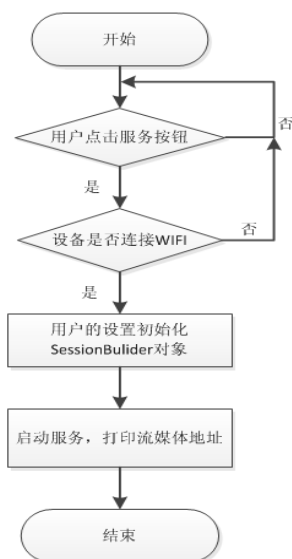 开始
用户点击服务按钮
否
是
设备是否连接WIFI
否
是
用户的设置初始化
SessionBulider对象
启动服务，打印流媒体地址
结束